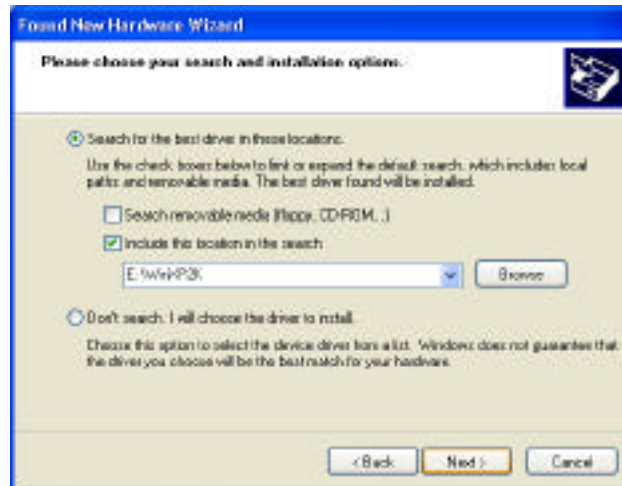 Found New Hardware Wizard
Please choose your search and installation options.
Search for the best driver in these locations.
Use the check boxes below to limit or expand the default search, which includes local
paths and removable media. The best driver found will be installed.
Search removable media (floppy, CD-ROM...)
Include this location in the search:
E:\WinXP2K
Browse
Don't search. I will choose the driver to install.
Choose this option to select the device driver from a list. Windows does not guarantee that
the driver you choose will be the best match for your hardware.
< Back
Next >
Cancel